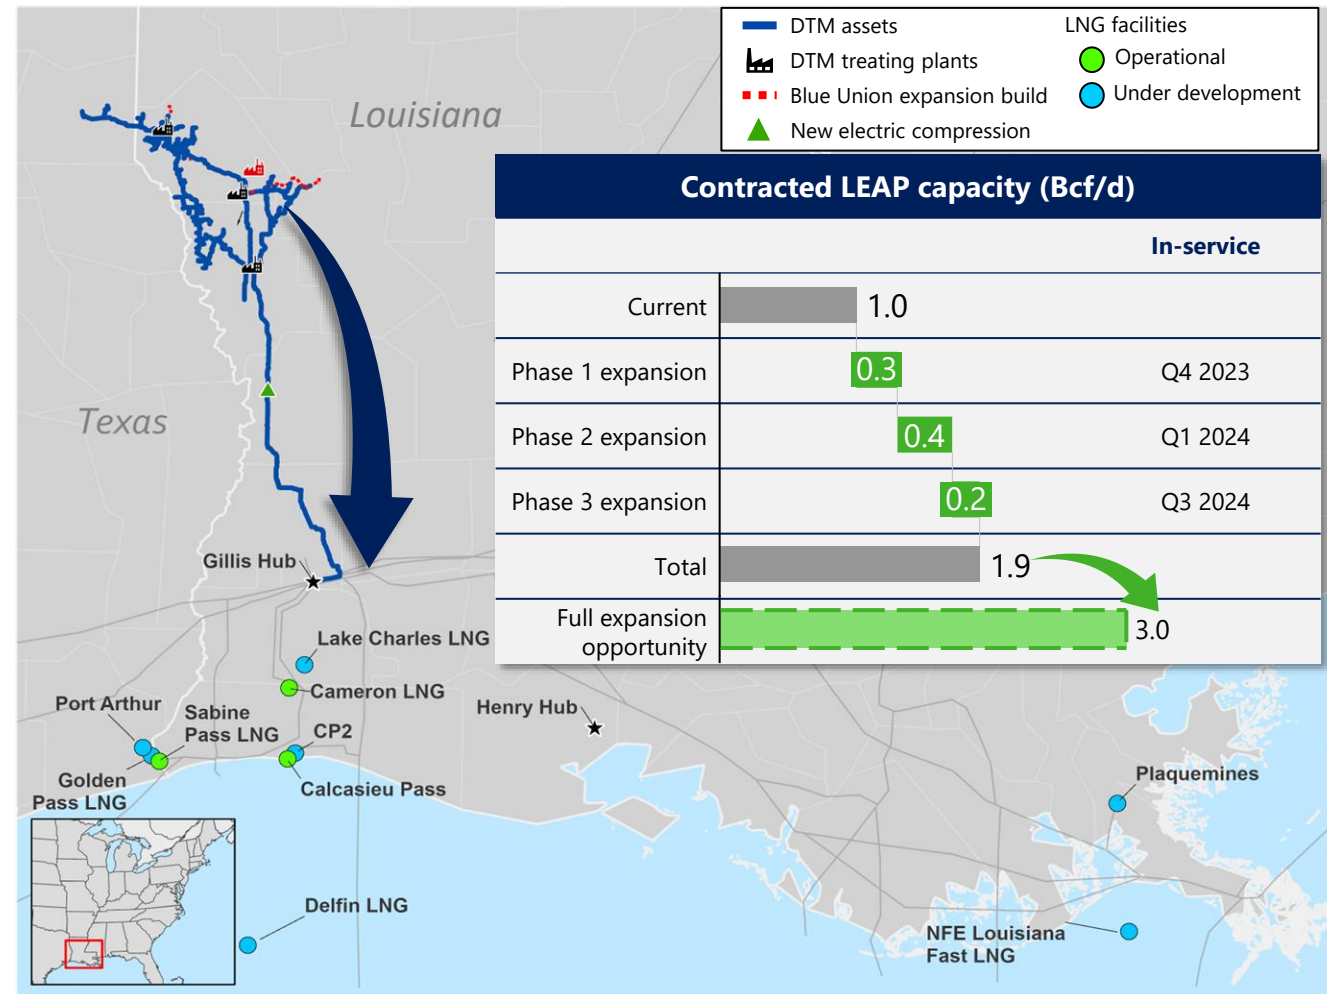 DTM assets
DTM treating plants
Blue Union expansion build
New electric compression
LNG facilities
Operational
Under development
Louisiana
Texas
Contracted LEAP capacity (Bcf/d)
In-service
Current
1.0
Phase 1 expansion
0.3
Q4 2023
Phase 2 expansion
0.4
Q1 2024
Phase 3 expansion
0.2
Q3 2024
Total
1.9
Full expansion
opportunity
3.0
Gillis Hub
Lake Charles LNG
Cameron LNG
Port Arthur
Sabine
Pass LNG
CP2
Henry Hub
Golden
Pass LNG
Calcasieu Pass
Plaquemines
Delfin LNG
NFE Louisiana
Fast LNG